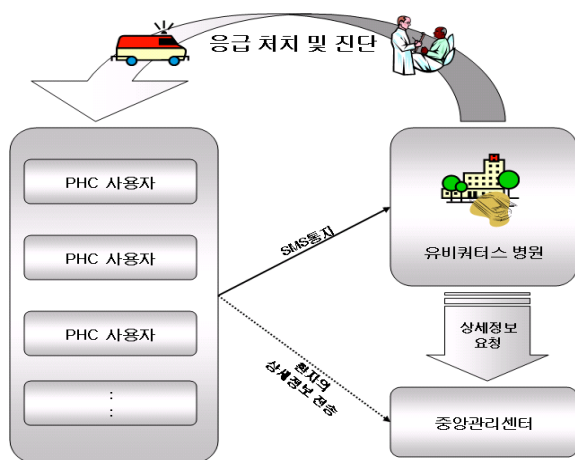 응급 처치 및 진단
PHC 사용자
PHC 사용자
PHC 사용자
:
:
SMS통지
환자의
상세정보 전송
유비쿼터스 병원
상세정보
요청
중앙관리센터